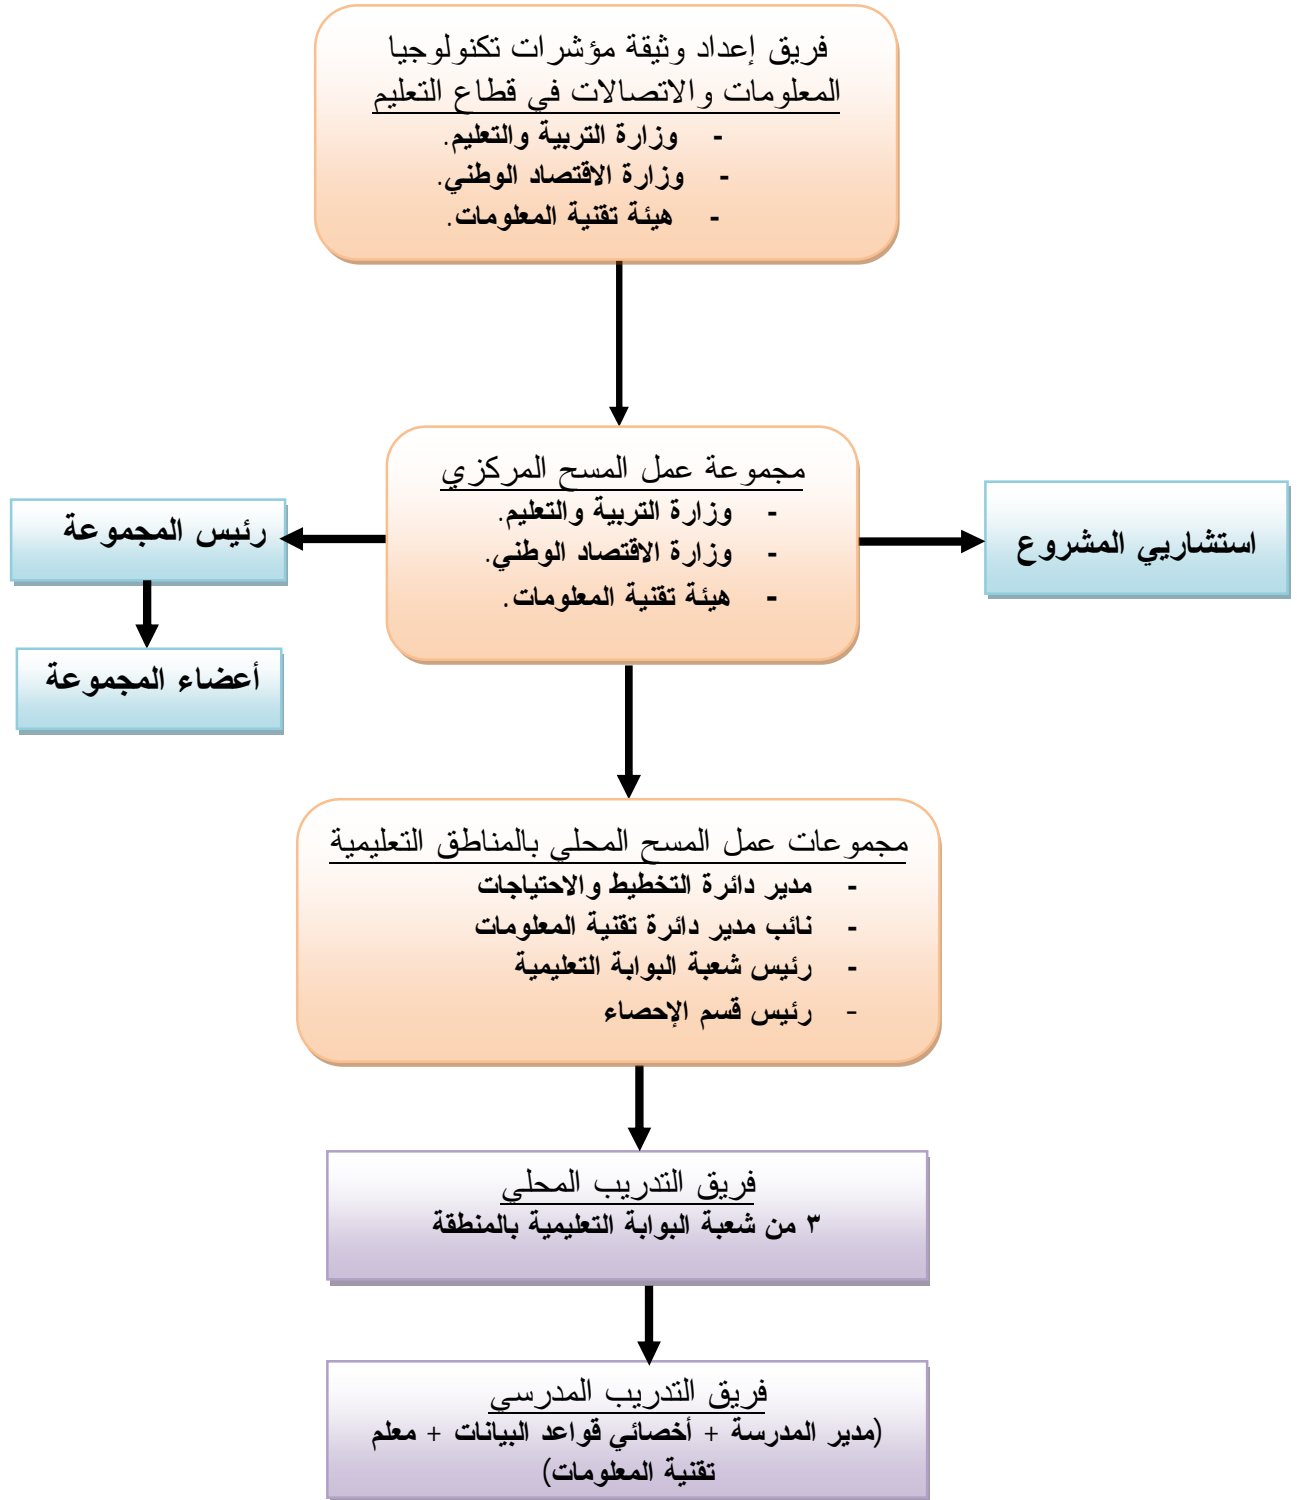 فريق إعداد وثيقة مؤشرات تكنولوجيا
المعلومات والاتصالات في قطاع التعليم
- وزارة التربية والتعليم.
- وزارة الاقتصاد الوطني.
- هيئة تقنية المعلومات.
مجموعة عمل المسح المركزي
- وزارة التربية والتعليم.
- وزارة الاقتصاد الوطني.
- هيئة تقنية المعلومات.
استشاريي المشروع
رئيس المجموعة
أعضاء المجموعة
مجموعات عمل المسح المحلي بالمناطق التعليمية
- مدير دائرة التخطيط والاحتياجات
- نائب مدير دائرة تقنية المعلومات
- رئيس شعبة البوابة التعليمية
- رئيس قسم الإحصاء
فريق التدريب المحلي
٣ من شعبة البوابة التعليمية بالمنطقة
فريق التدريب المدرسي
(مدير المدرسة + أخصائي قواعد البيانات + معلم
تقنية المعلومات)